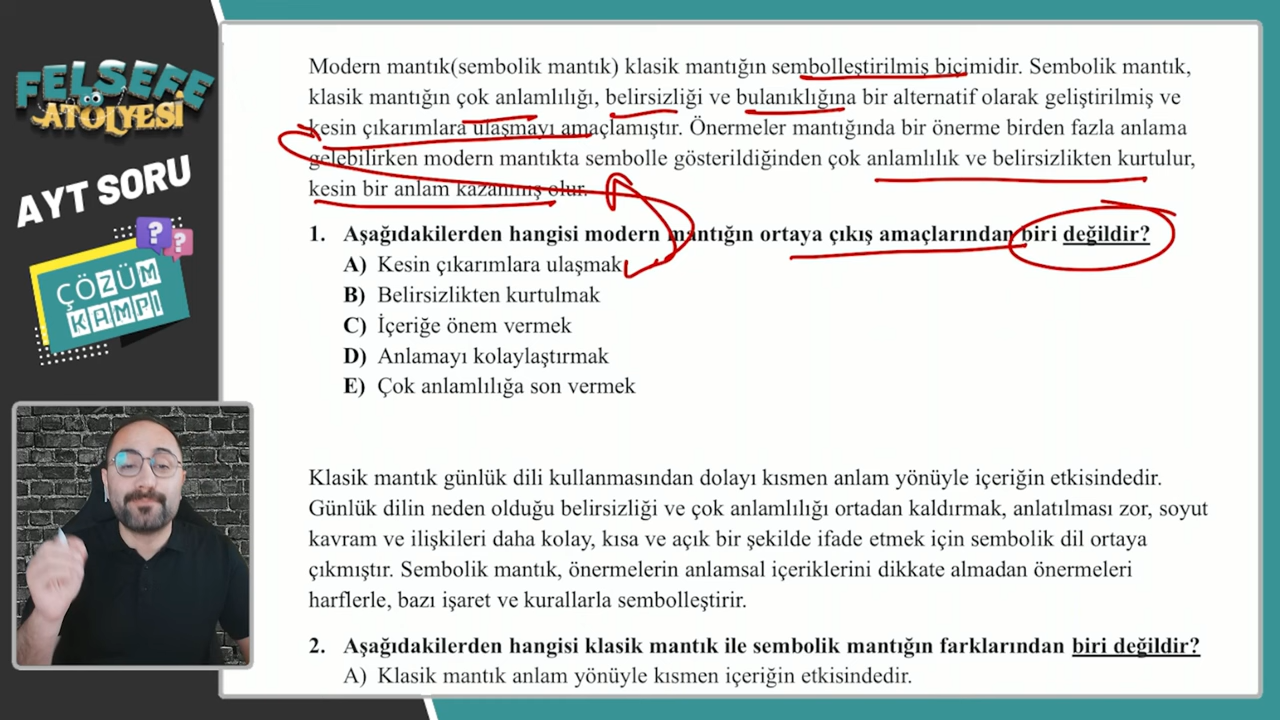 FELSEFE
ATÖLYESİ
AYT SORU
ÇÖZÜM
KAMPI
? ?
Modern mantık(sembolik mantık) klasik mantığın sembolleştirilmiş biçimidir. Sembolik mantık,
klasik mantığın çok anlamlılığı, belirsizliği ve bulanıklığına bir alternatif olarak geliştirilmiş ve
kesin çıkarımlara ulaşmayı amaçlamıştır. Önermeler mantığında bir önerme birden fazla anlama
gelebilirken modern mantıkta sembolle gösterildiğinden çok anlamlılık ve belirsizlikten kurtulur,
kesin bir anlam kazanmış olur.
1. Aşağıdakilerden hangisi modern mantığın ortaya çıkış amaçlarından biri değildir?
A) Kesin çıkarımlara ulaşmak
B) Belirsizlikten kurtulmak
C) İçeriğe önem vermek
D) Anlamayı kolaylaştırmak
E) Çok anlamlılığa son vermek
Klasik mantık günlük dili kullanmasından dolayı kısmen anlam yönüyle içeriğin etkisindedir.
Günlük dilin neden olduğu belirsizliği ve çok anlamlılığı ortadan kaldırmak, anlatılması zor, soyut
kavram ve ilişkileri daha kolay, kısa ve açık bir şekilde ifade etmek için sembolik dil ortaya
çıkmıştır. Sembolik mantık, önermelerin anlamsal içeriklerini dikkate almadan önermeleri
harflerle, bazı işaret ve kurallarla sembolleştirir.
2. Aşağıdakilerden hangisi klasik mantık ile sembolik mantığın farklarından biri değildir?
A) Klasik mantık anlam yönüyle kısmen içeriğin etkisindedir.